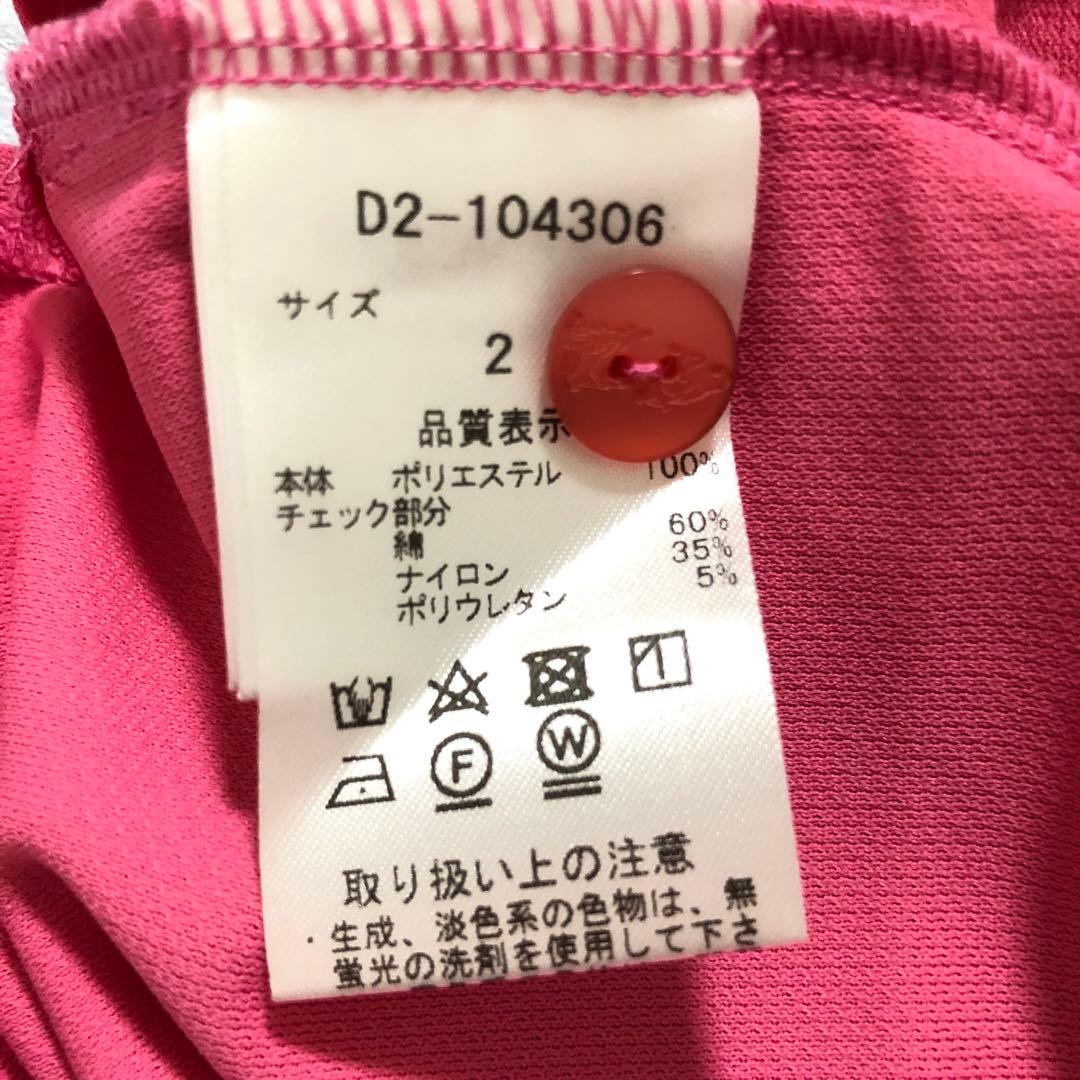 D2-104306
サイズ
2
品質表示
本体 ポリエステル 100%
チェック部分
綿 60%
ナイロン 35%
ポリウレタン 5%
F W
取り扱い上の注意
・生成、淡色系の色物は、無
蛍光の洗剤を使用して下さ